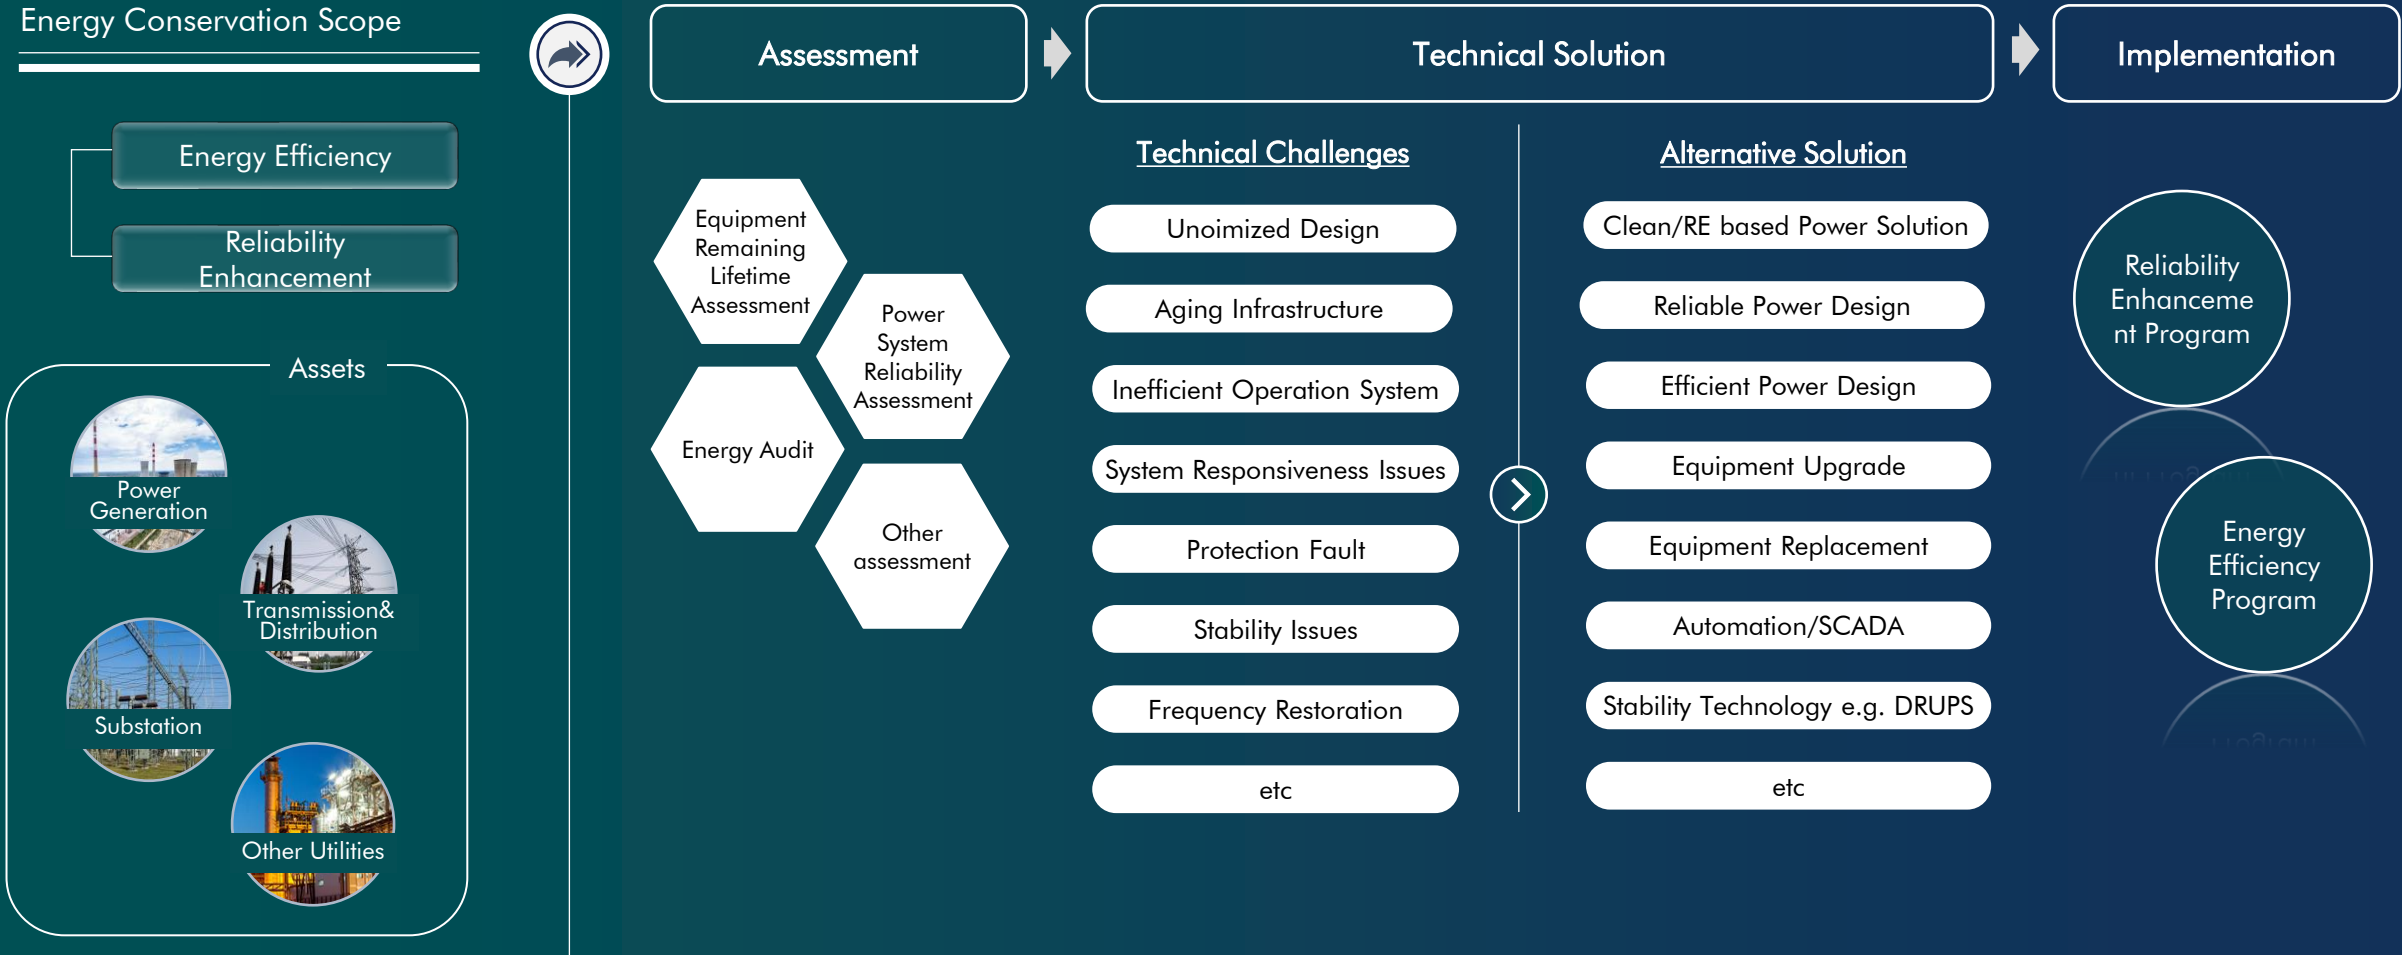 Energy Conservation Scope
Energy Efficiency
Reliability
Enhancement
Assets
Power
Generation
Transmission&
Distribution
Substation
Other Utilities
Assessment
Technical Solution
Implementation
Equipment
Remaining
Lifetime
Assessment
Power
System
Reliability
Assessment
Energy Audit
Other
assessment
Technical Challenges
Unoimized Design
Aging Infrastructure
Inefficient Operation System
System Responsiveness Issues
Protection Fault
Stability Issues
Frequency Restoration
etc
Alternative Solution
Clean/RE based Power Solution
Reliable Power Design
Efficient Power Design
Equipment Upgrade
Equipment Replacement
Automation/SCADA
Stability Technology e.g. DRUPS
etc
Reliability
Enhanceme
nt Program
Energy
Efficiency
Program